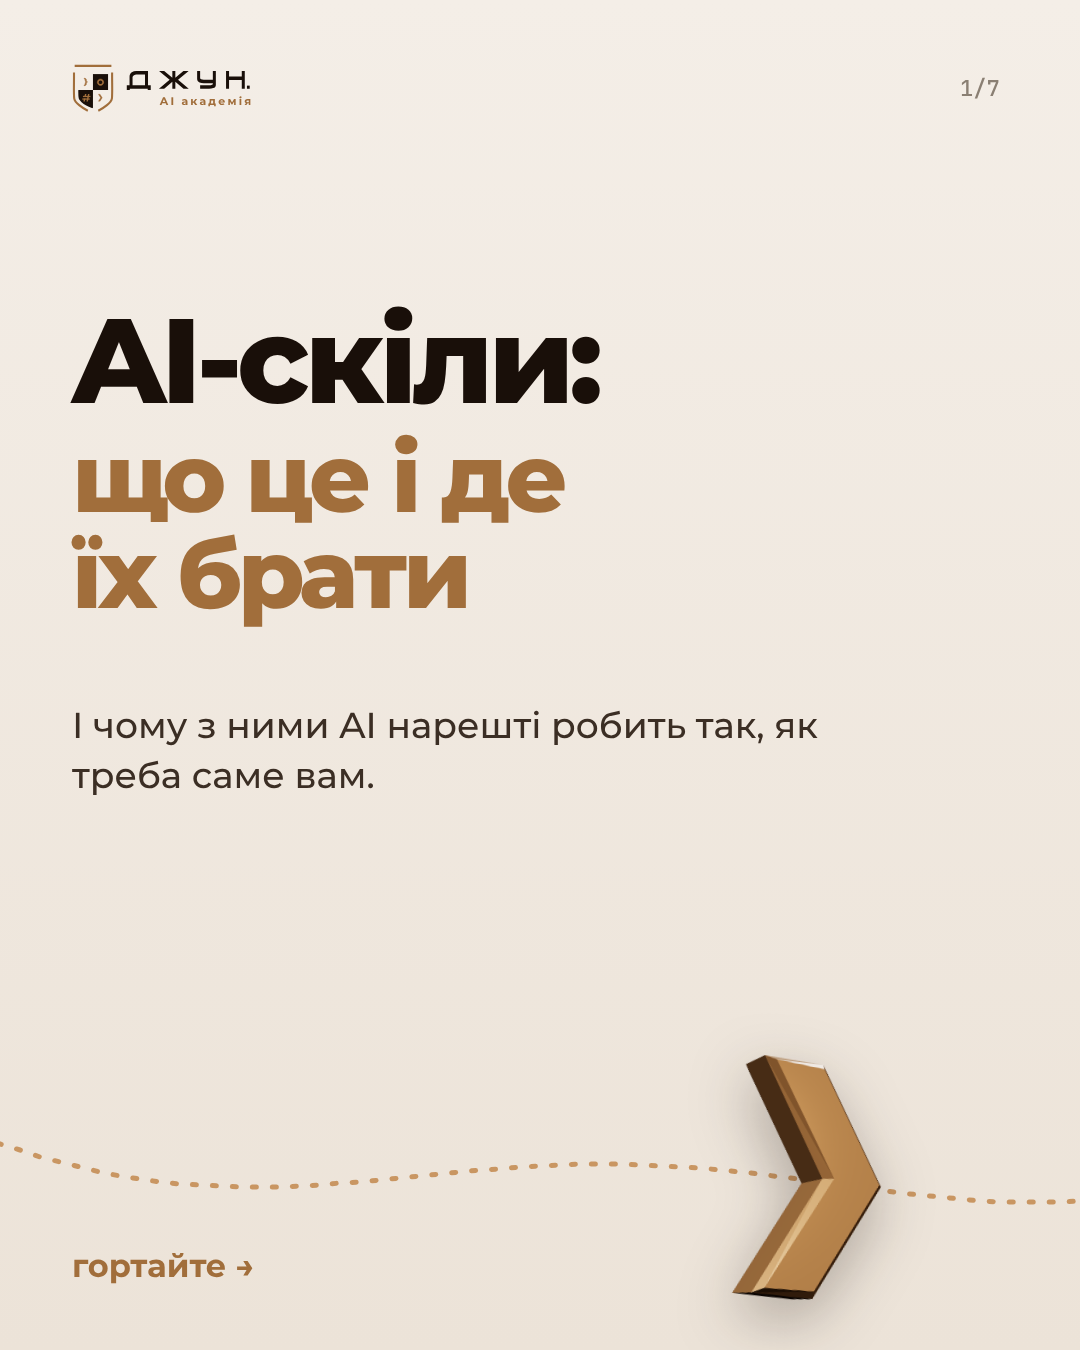 ДЖУН.
AI академія
1/7
AI-скіли:
що це і де
їх брати
І чому з ними AI нарешті робить так, як
треба саме вам.
гортайте →